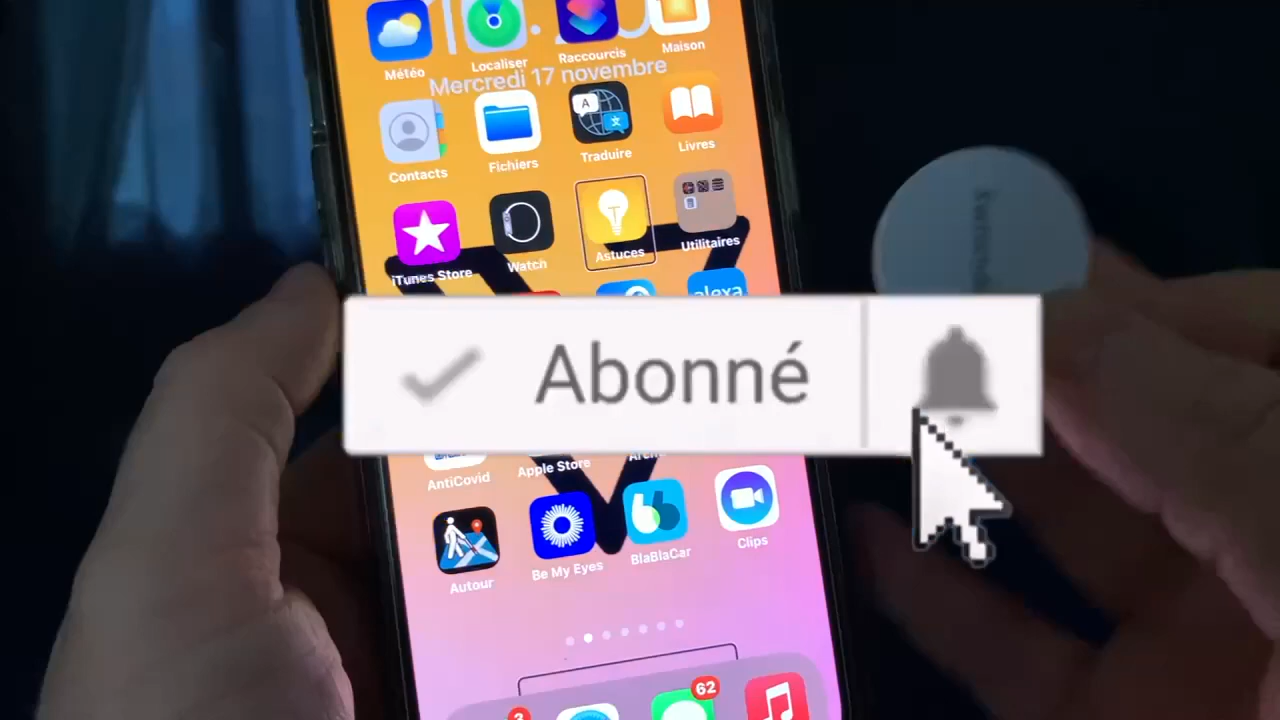 Météo
Localiser
Raccourcis
Maison
Mercredi 17 novembre
Contacts
Fichiers
A
Traduire
Livres
iTunes Store
Watch
Astuces
Utilitaires
alexa
Abonné
AntiCovid
Apple Store
Autour
Be My Eyes
BlaBlaCar
Clips
62